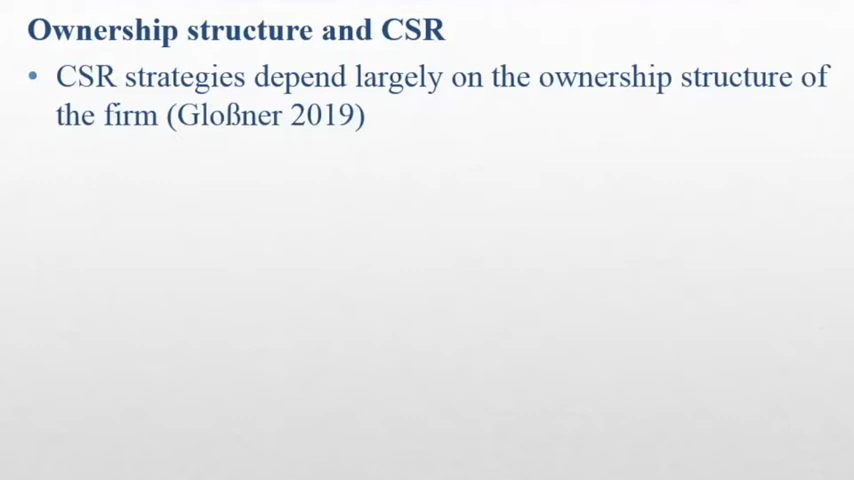 Ownership structure and CSR
• CSR strategies depend largely on the ownership structure of
the firm (Gloßner 2019)